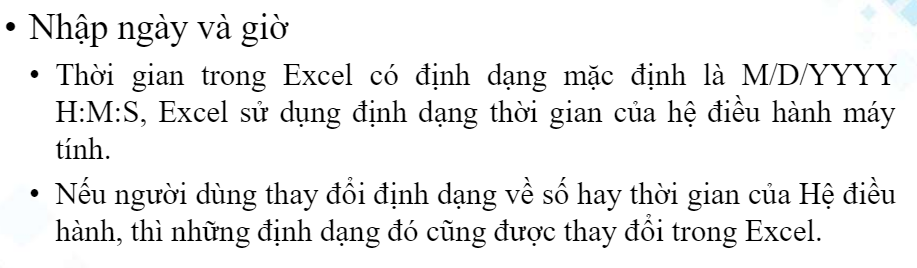 • Nhập ngày và giờ
• Thời gian trong Excel có định dạng mặc định là M/D/YYYY
H:M:S, Excel sử dụng định dạng thời gian của hệ điều hành máy
tính.
• Nếu người dùng thay đổi định dạng về số hay thời gian của Hệ điều
hành, thì những định dạng đó cũng được thay đổi trong Excel.